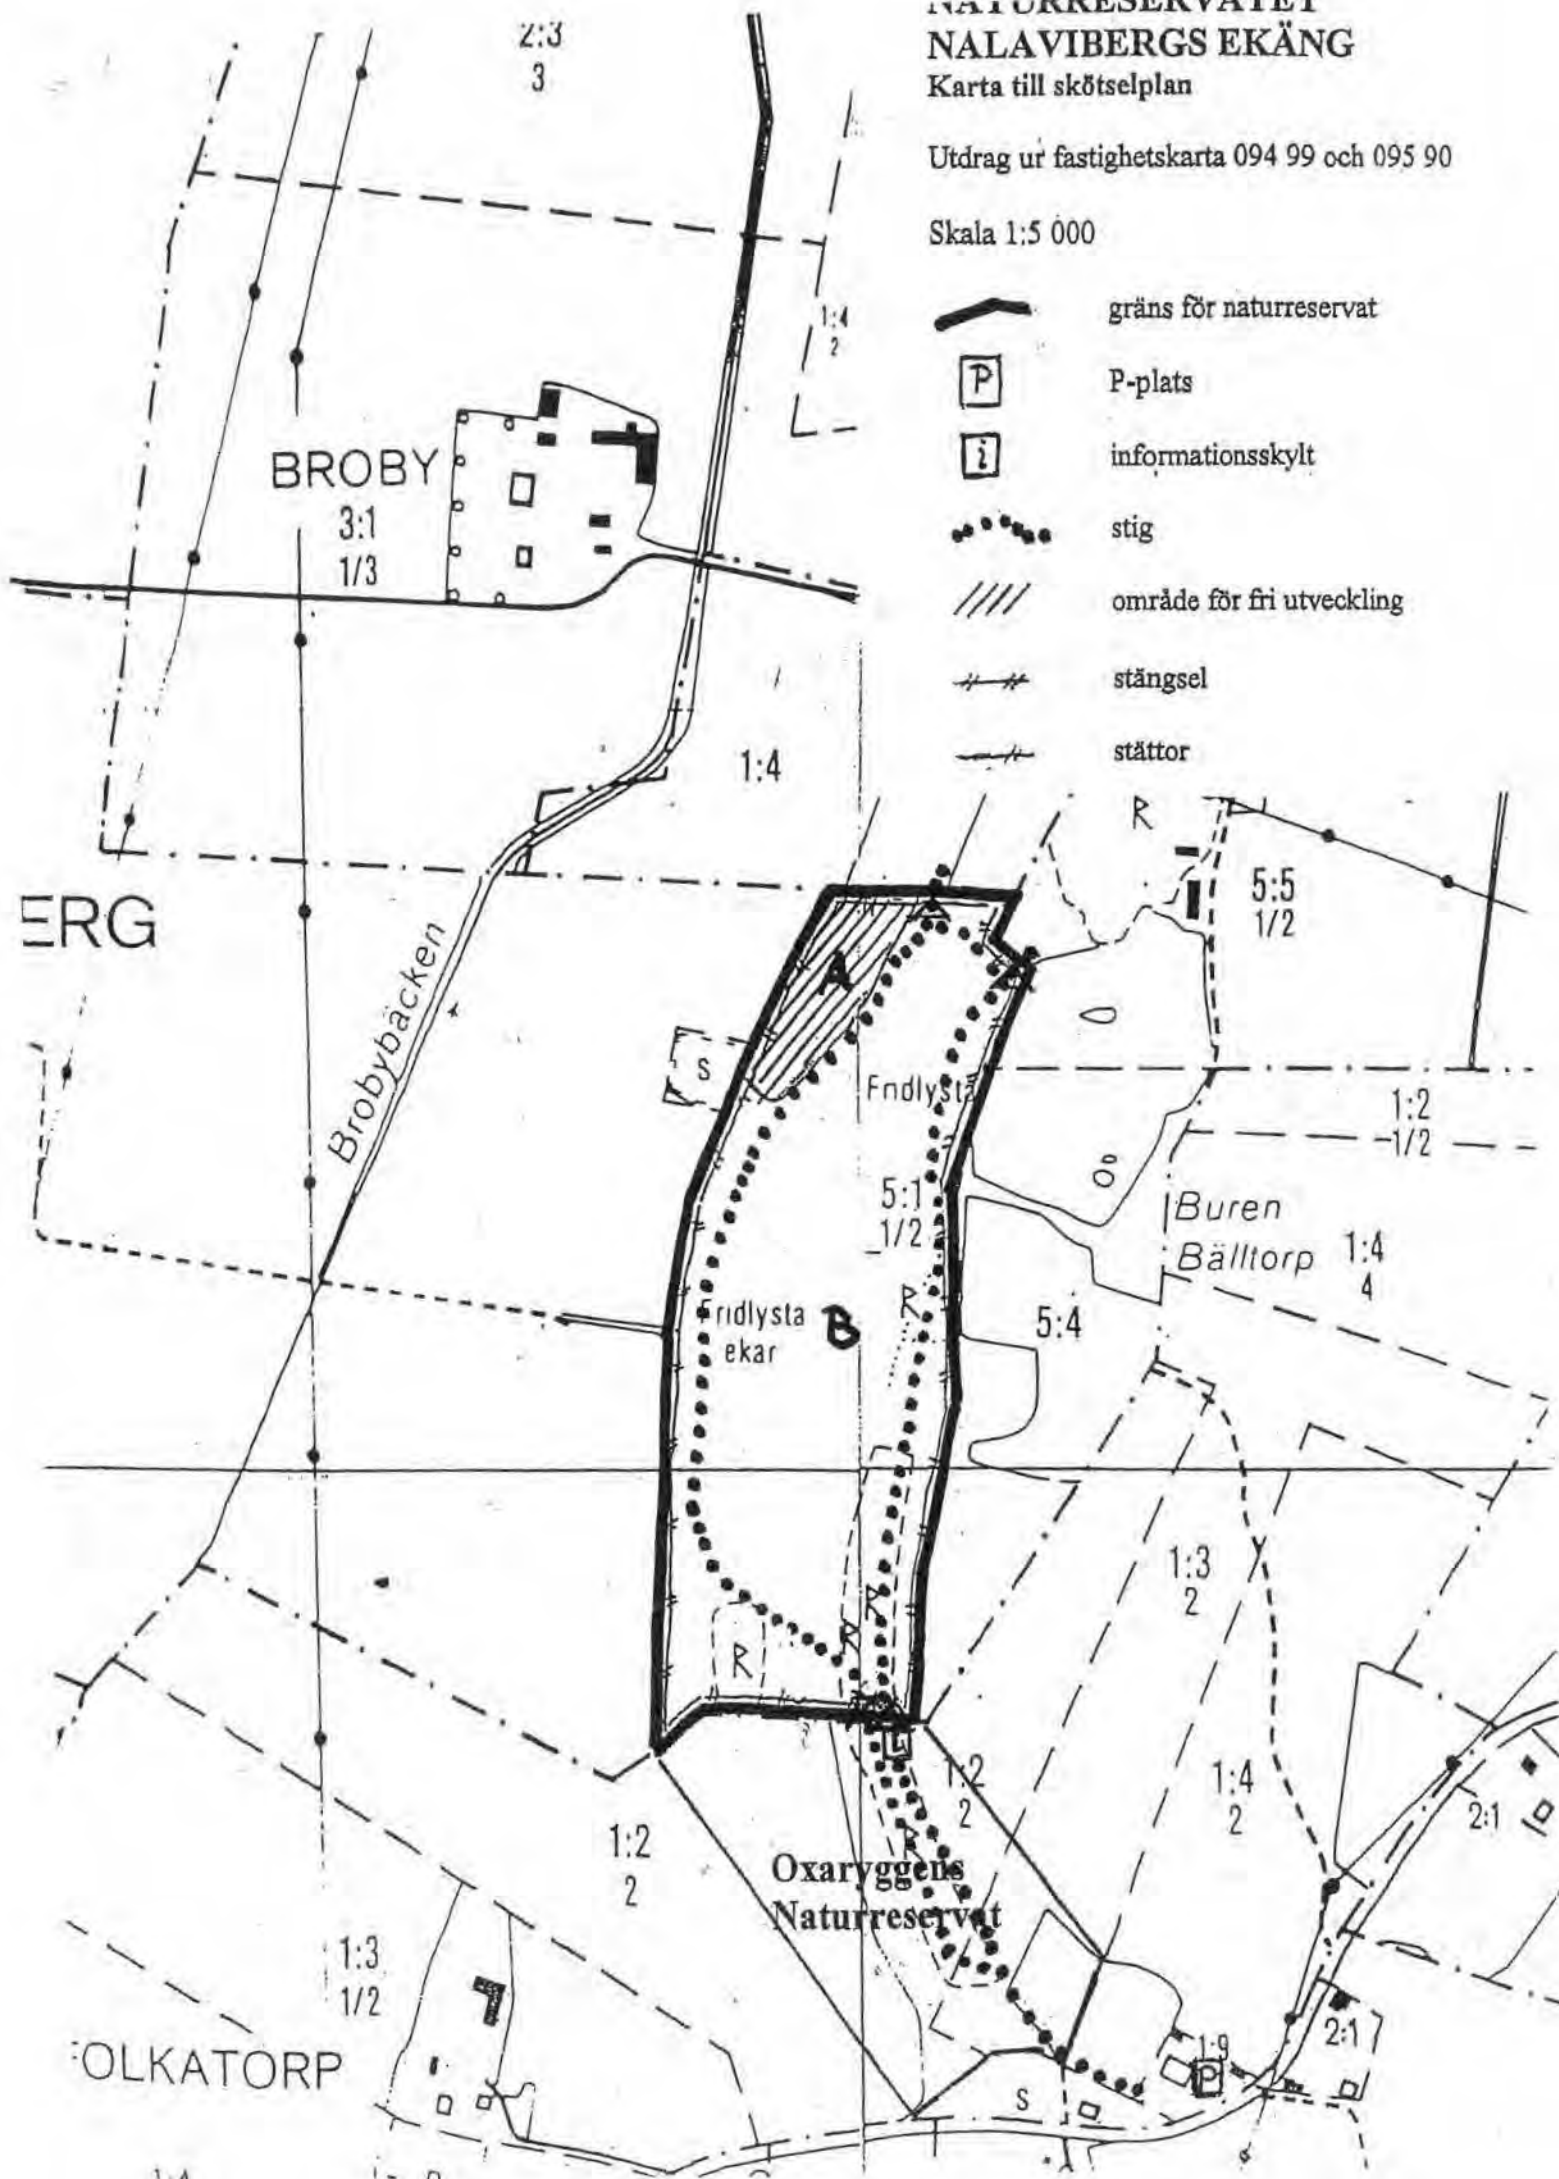 NATURRESERVATET
NALAVIBERGS EKÄNG
Karta till skötselplan
Utdrag ur fastighetskarta 094 99 och 095 90
Skala 1:5 000
gräns för naturreservat
P
P-plats
i
informationsskylt
stig
område för fri utveckling
stängsel
stättor
2:3
3
1:4
2
BROBY
3:1
1/3
1:4
R
5:5
1/2
ERG
Brobybäcken
A
S
Fridlysta
1:2
1/2
5:1
1/2
Buren
Bälltorp
1:4
4
R
Fridlysta
ekar
B
5:4
1:3
2
R
R
R
i
1:2
2
1:4
2
2:1
1:2
2
R
Oxaryggens
Naturreservat
1:3
1/2
OLKATORP
1:9
P
2:1
S